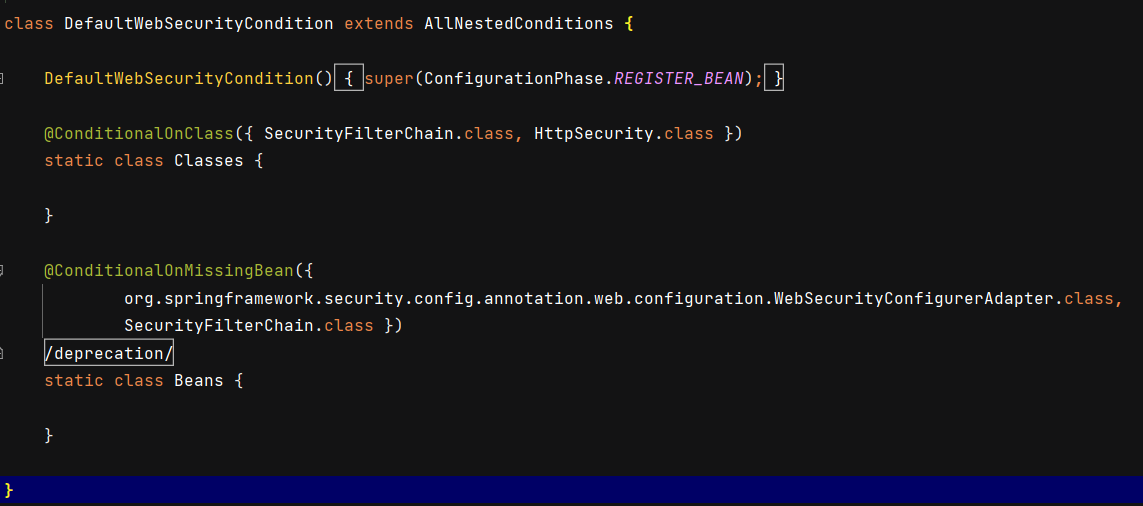 class DefaultWebSecurityCondition extends AllNestedConditions {
DefaultWebSecurityCondition() { super(ConfigurationPhase.REGISTER_BEAN); }
@ConditionalOnClass({ SecurityFilterChain.class, HttpSecurity.class })
static class Classes {
}
@ConditionalOnMissingBean({
org.springframework.security.config.annotation.web.configuration.WebSecurityConfigurerAdapter.class,
SecurityFilterChain.class })
/deprecation/
static class Beans {
}
}